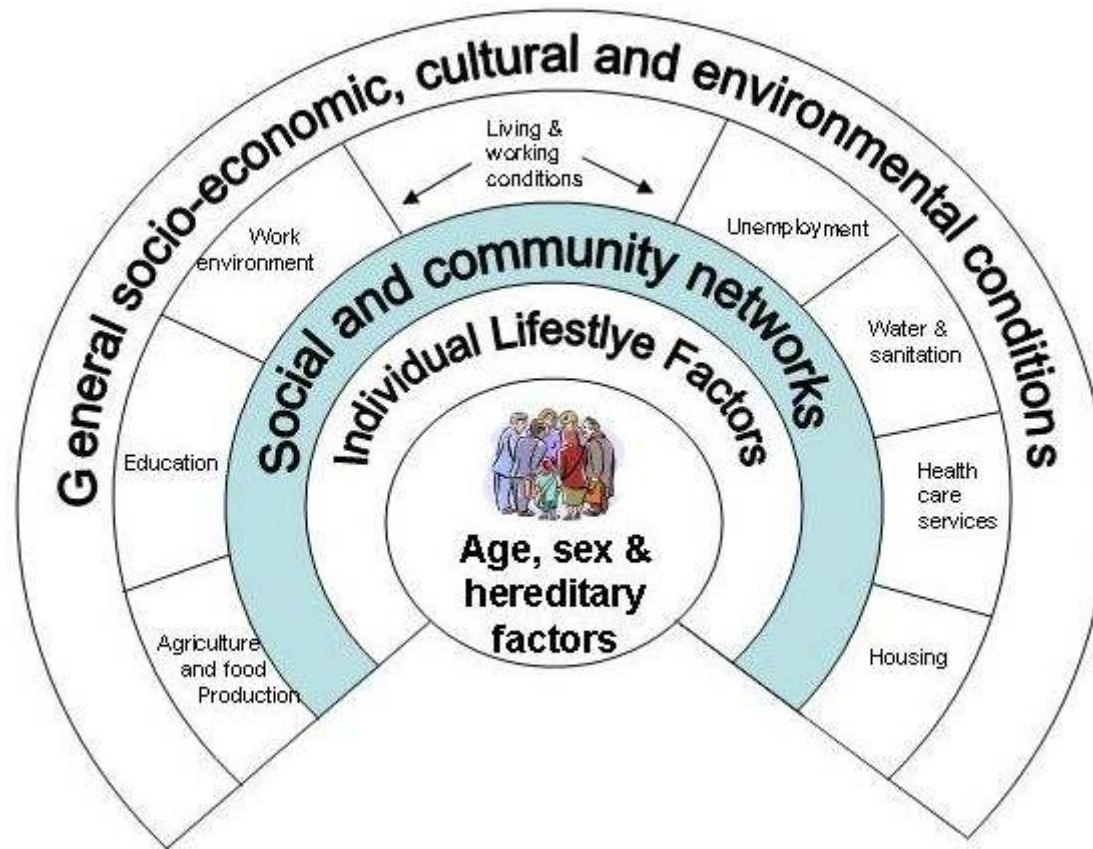 General socio-economic, cultural and environmental conditions
Living &
working
conditions
Work
environment
Unemployment
Social and community networks
Water &
sanitation
Individual Lifestlye Factors
Education
Health
care
services
Age, sex &
hereditary
factors
Agriculture
and food
Production
Housing